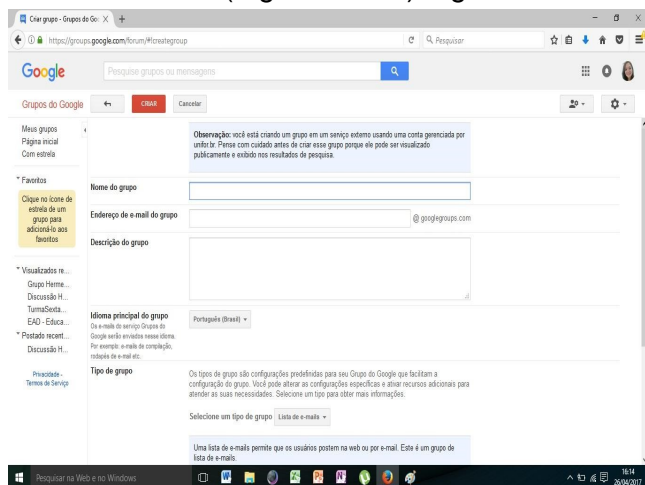 Criar grupo - Grupos do Goo
https://groups.google.com/forum/#!creategroup
Pesquisar
Google
Pesquise grupos ou mensagens
Grupos do Google
CRIAR
Cancelar
Meus grupos
Página inicial
Com estrela
Favoritos
Clique no ícone de
estrela de um
grupo para
adicioná-lo aos
favoritos
Visualizados re...
Grupo Herme...
Discussão H...
TurmaSexta...
EAD - Educa...
Postado recent...
Discussão H...
Privacidade -
Termos de Serviço
Observação: você está criando um grupo em um serviço externo usando uma conta gerenciada por
unifor.br. Pense com cuidado antes de criar esse grupo porque ele pode ser visualizado
publicamente e exibido nos resultados de pesquisa.
Nome do grupo
Endereço de e-mail do grupo
@ googlegroups.com
Descrição do grupo
Idioma principal do grupo
Os e-mails do serviço Grupos do
Google serão enviados nesse idioma.
Por exemplo: e-mails de compilação,
rodapés de e-mail etc.
Português (Brasil)
Tipo de grupo
Os tipos de grupo são configurações predefinidas para seu Grupo do Google que facilitam a
configuração do grupo. Você pode alterar as configurações específicas e ativar recursos adicionais para
atender as suas necessidades. Selecione um tipo para obter mais informações.
Selecione um tipo de grupo Lista de e-mails
Uma lista de e-mails permite que os usuários postem na web ou por e-mail. Este é um grupo de
lista de e-mails.
Pesquisar na Web e no Windows
16:14
26/04/2017